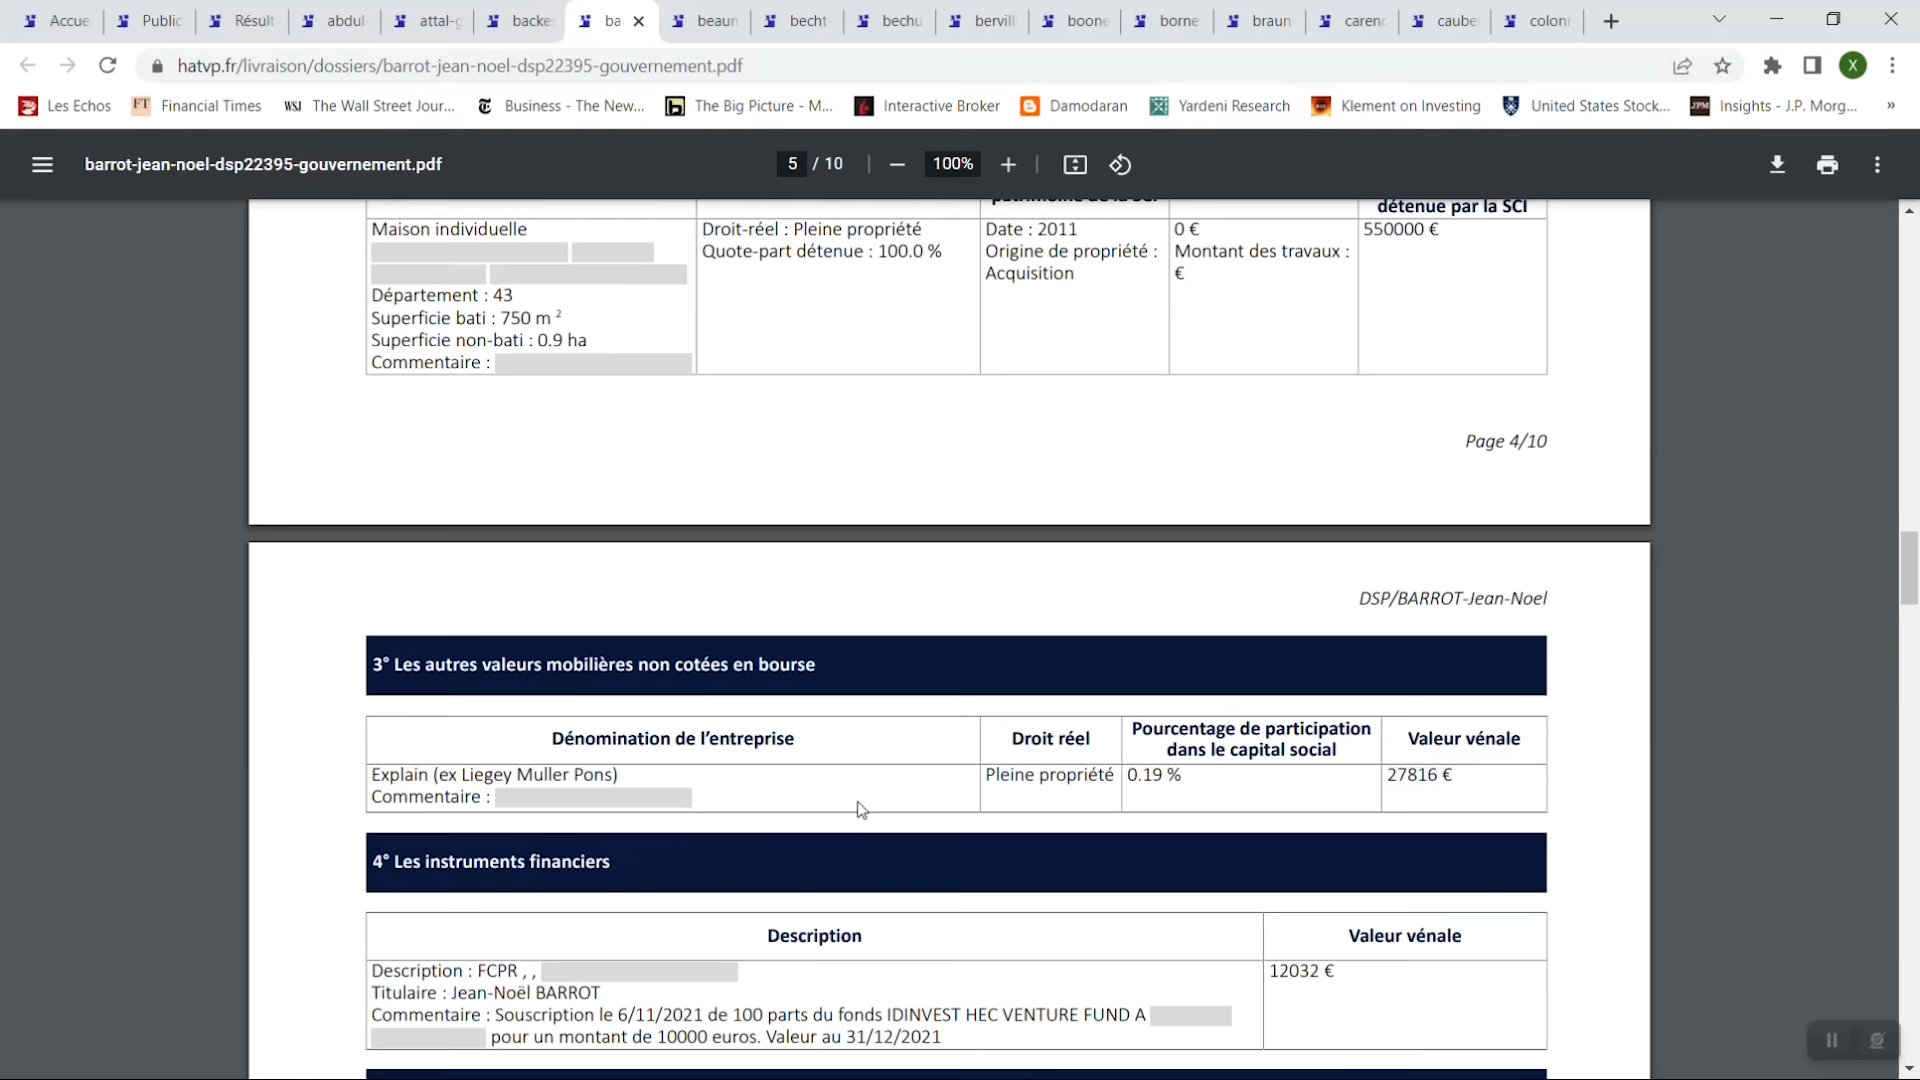 Accue
Public
Résult
abdul-
attal-g
backe
ba
beaun
becht-
bechu
bervill
boone
borne
braun
carenc
caube
colonn
hatvp.fr/livraison/dossiers/barrot-jean-noel-dsp22395-gouvernement.pdf
X
Les Echos
FT Financial Times
WSJ The Wall Street Jour...
Business - The New...
The Big Picture - M...
Interactive Broker
Damodaran
Yardeni Research
Klement on Investing
United States Stock...
JPM Insights - J.P. Morg...
»
barrot-jean-noel-dsp22395-gouvernement.pdf
5 / 10
100%
détenue par la SCI
Maison individuelle
Département : 43
Superficie bati : 750 m ²
Superficie non-bati : 0.9 ha
Commentaire :
Droit-réel : Pleine propriété
Quote-part détenue : 100.0 %
Date : 2011
Origine de propriété :
Acquisition
0 €
Montant des travaux :
€
550000 €
Page 4/10
DSP/BARROT-Jean-Noel
3° Les autres valeurs mobilières non cotées en bourse
Dénomination de l’entreprise
Droit réel
Pourcentage de participation
dans le capital social
Valeur vénale
Explain (ex Liegey Muller Pons)
Commentaire :
Pleine propriété
0.19 %
27816 €
4° Les instruments financiers
Description
Valeur vénale
Description : FCPR , ,
Titulaire : Jean-Noël BARROT
Commentaire : Souscription le 6/11/2021 de 100 parts du fonds IDINVEST HEC VENTURE FUND A
pour un montant de 10000 euros. Valeur au 31/12/2021
12032 €